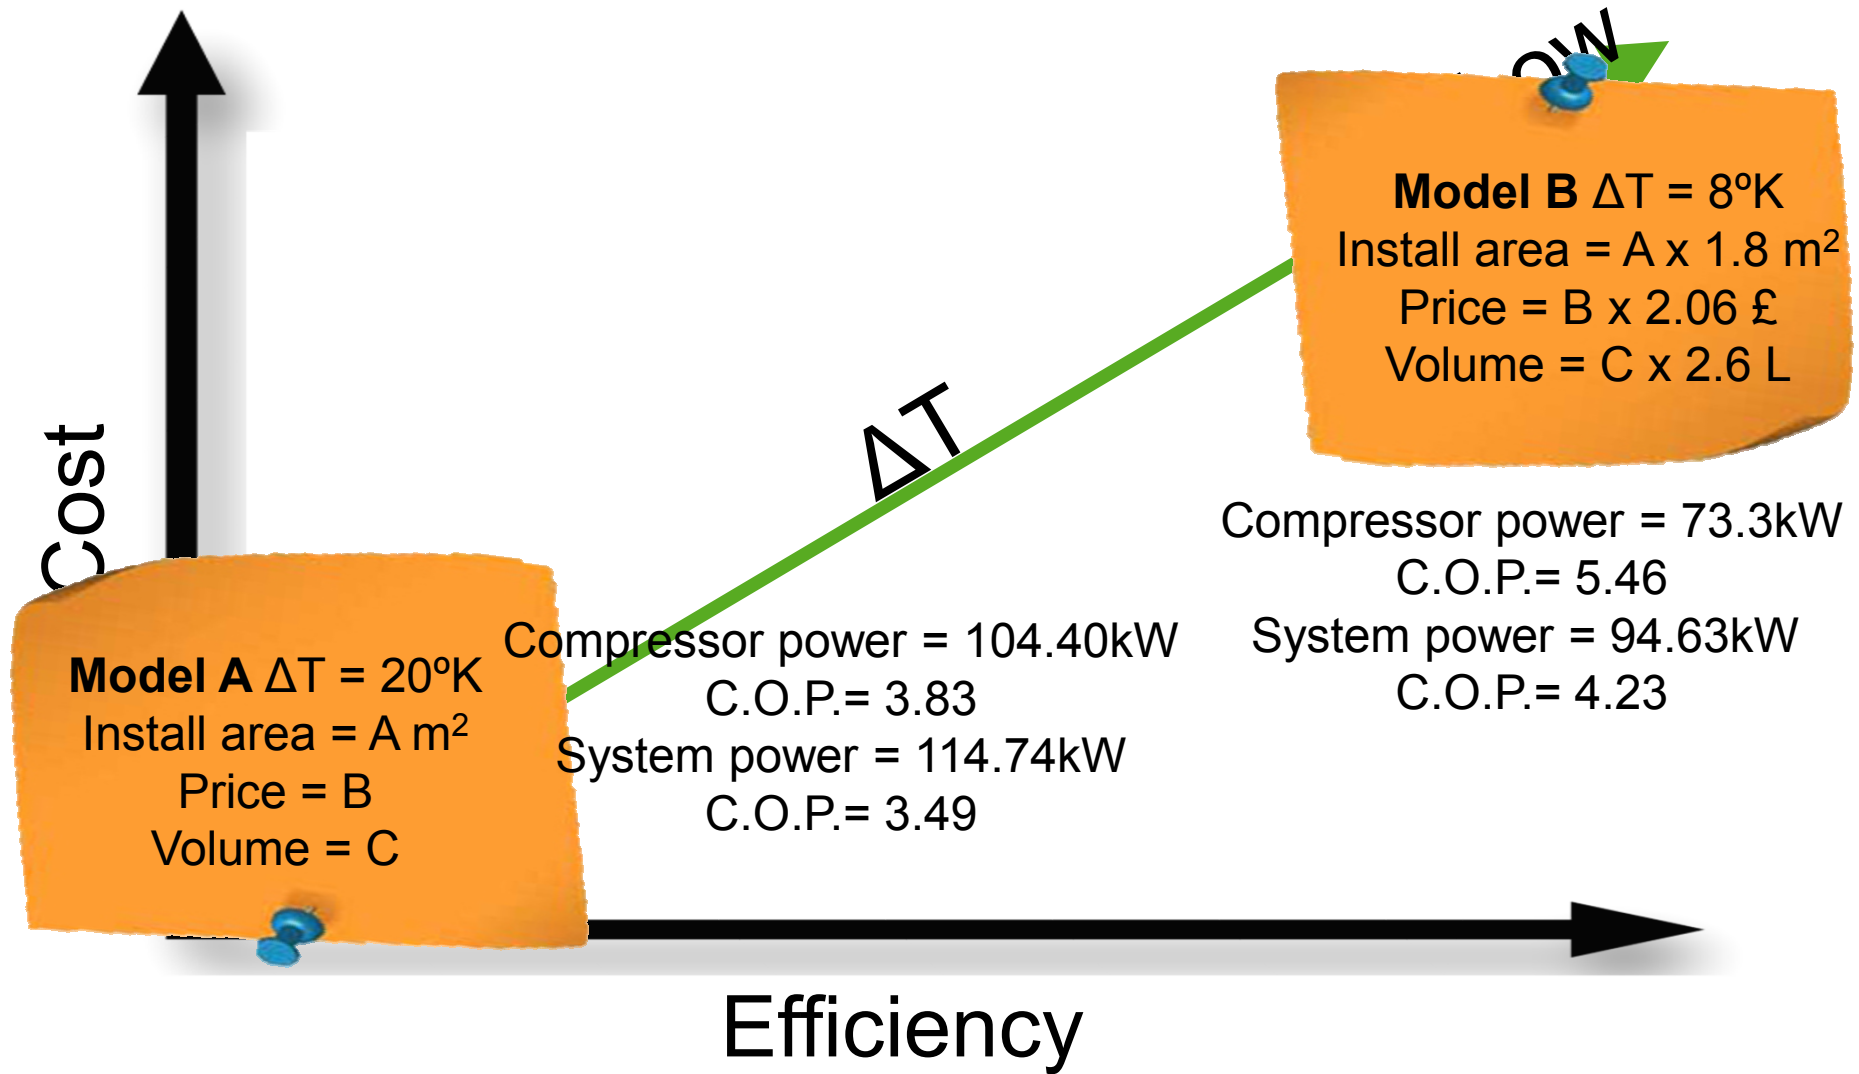 Cost
Model B ΔT = 8ºK
Install area = A x 1.8 m²
Price = B x 2.06 £
Volume = C x 2.6 L
ΔT
Compressor power = 73.3kW
C.O.P.= 5.46
System power = 94.63kW
C.O.P.= 4.23
Model A ΔT = 20ºK
Install area = A m²
Price = B
Volume = C
Compressor power = 104.40kW
C.O.P.= 3.83
System power = 114.74kW
C.O.P.= 3.49
Efficiency